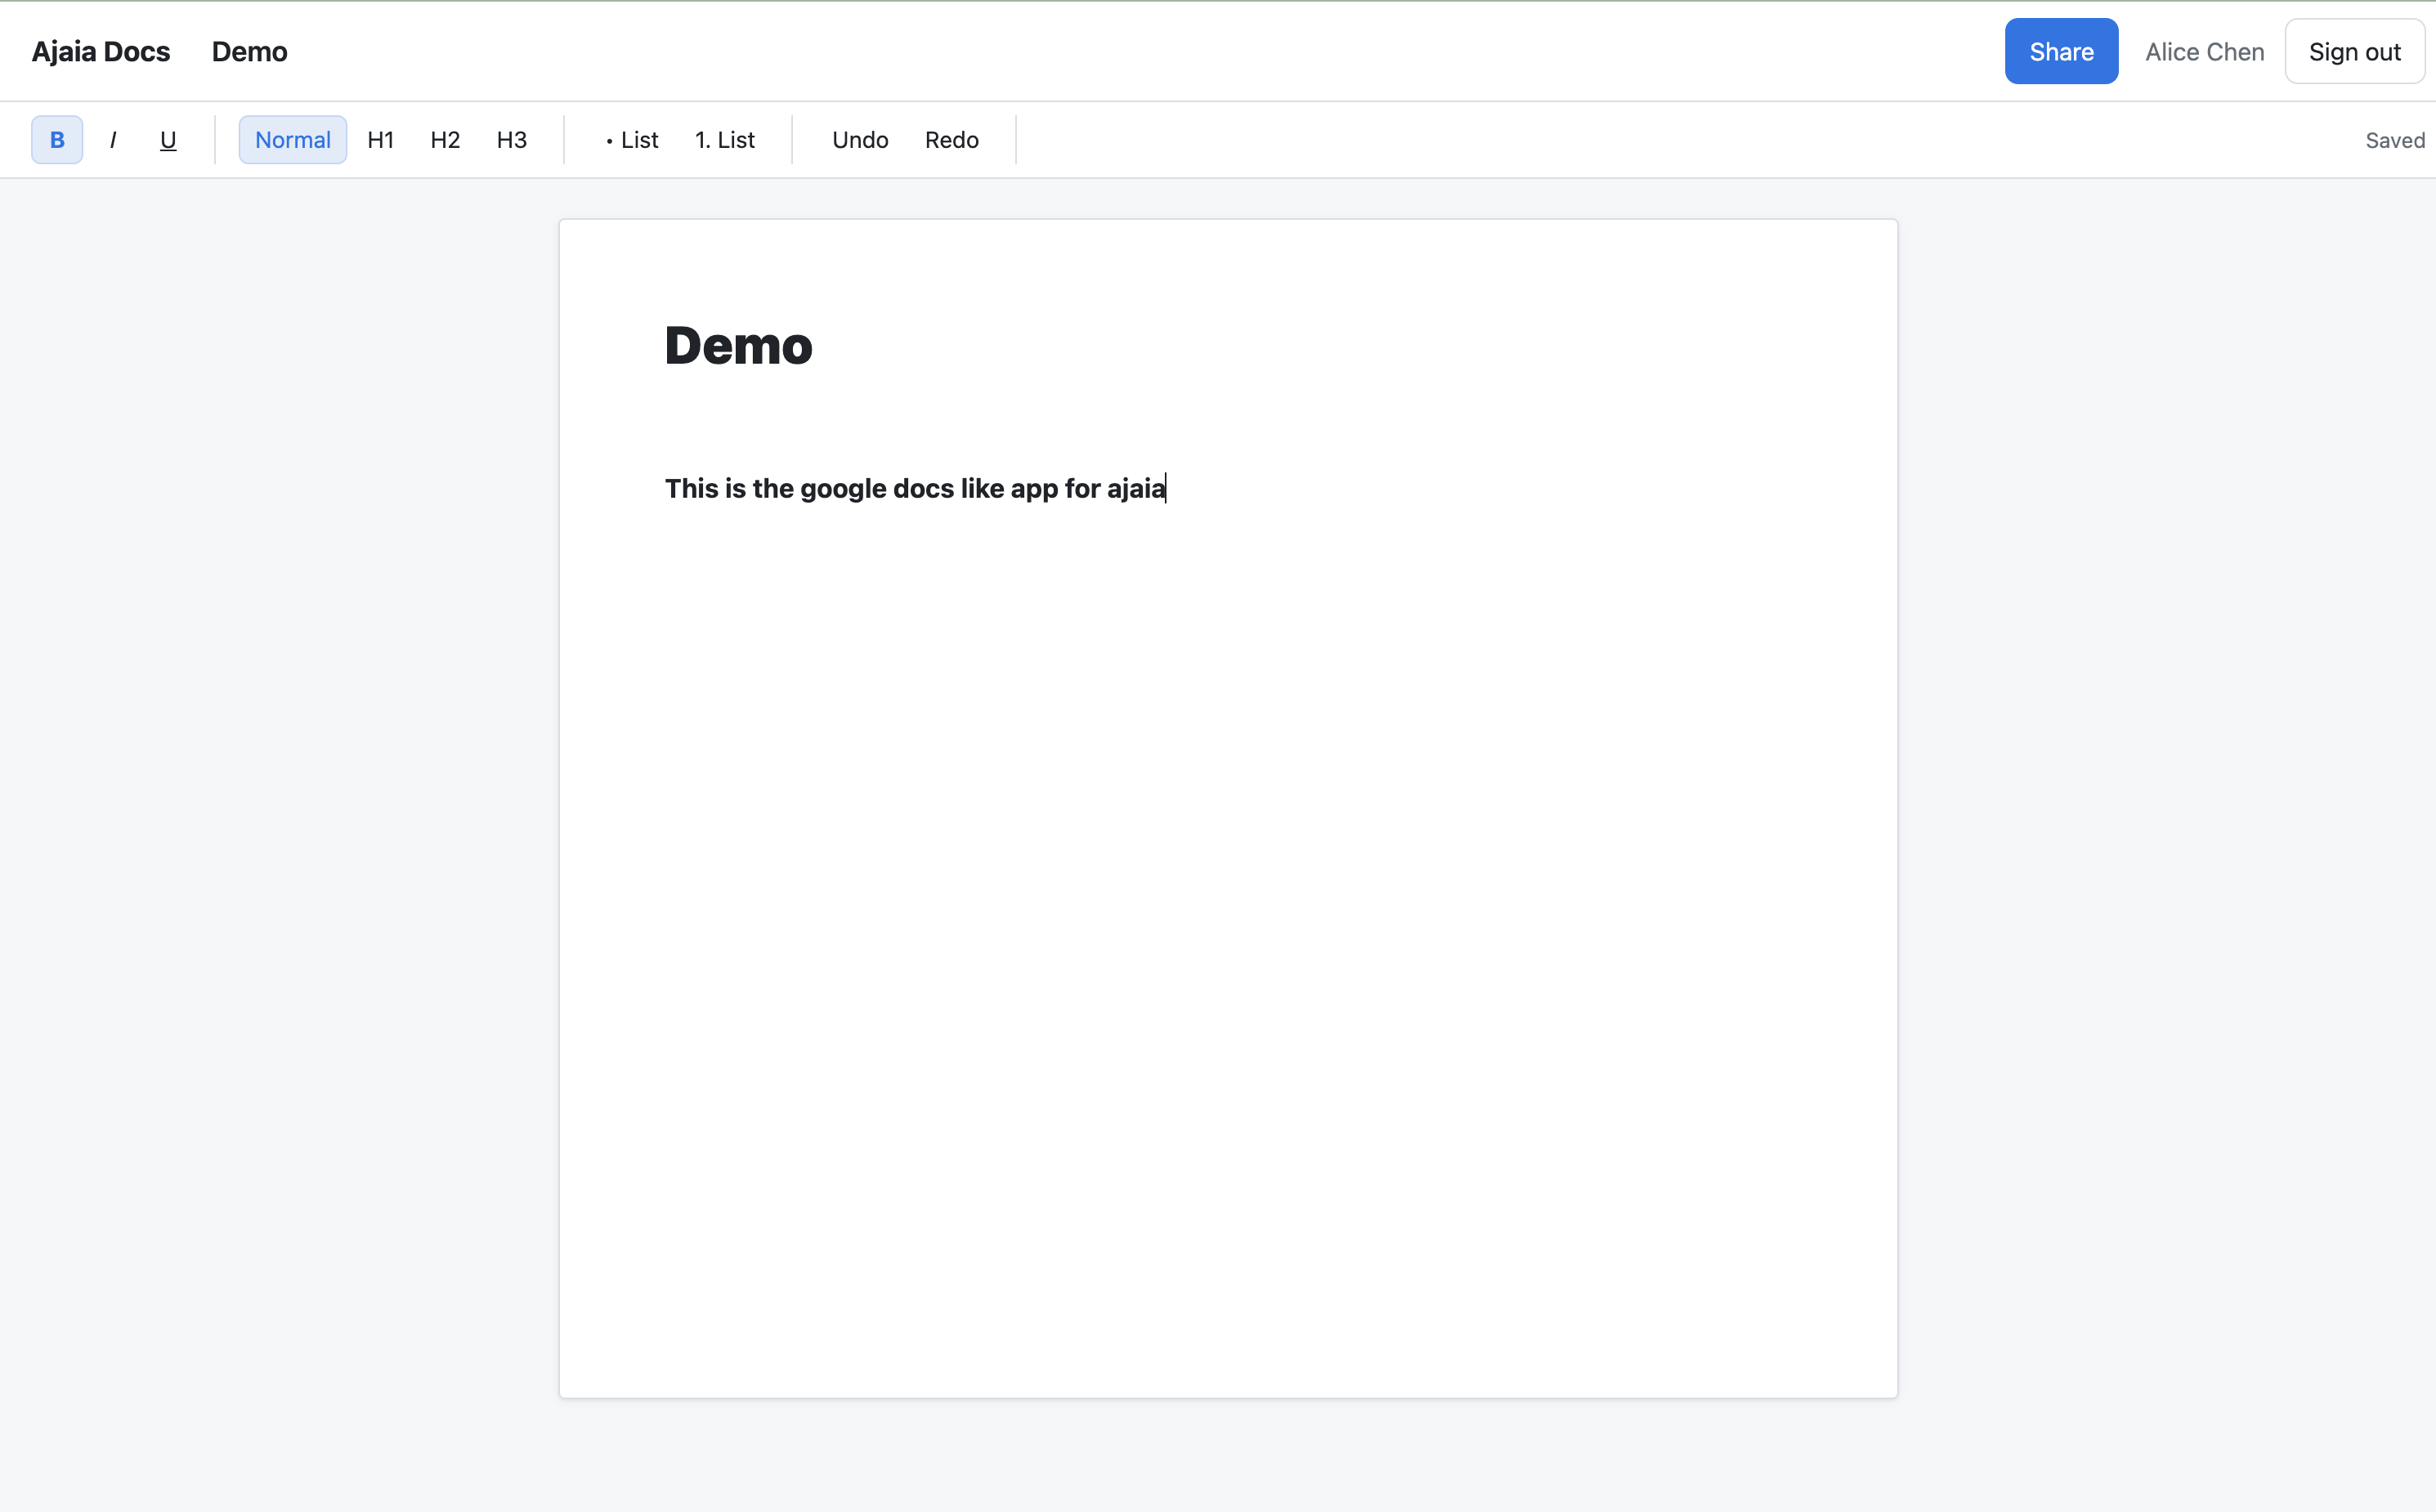 Ajaia Docs Demo Share Alice Chen Sign out
B I U Normal H1 H2 H3 • List 1. List Undo Redo Saved
Demo
This is the google docs like app for ajaia